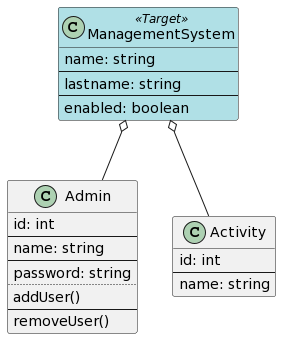 C
«Target»
ManagementSystem
name: string
lastname: string
enabled: boolean
C Admin
id: int
name: string
password: string
addUser()
removeUser()
C Activity
id: int
name: string